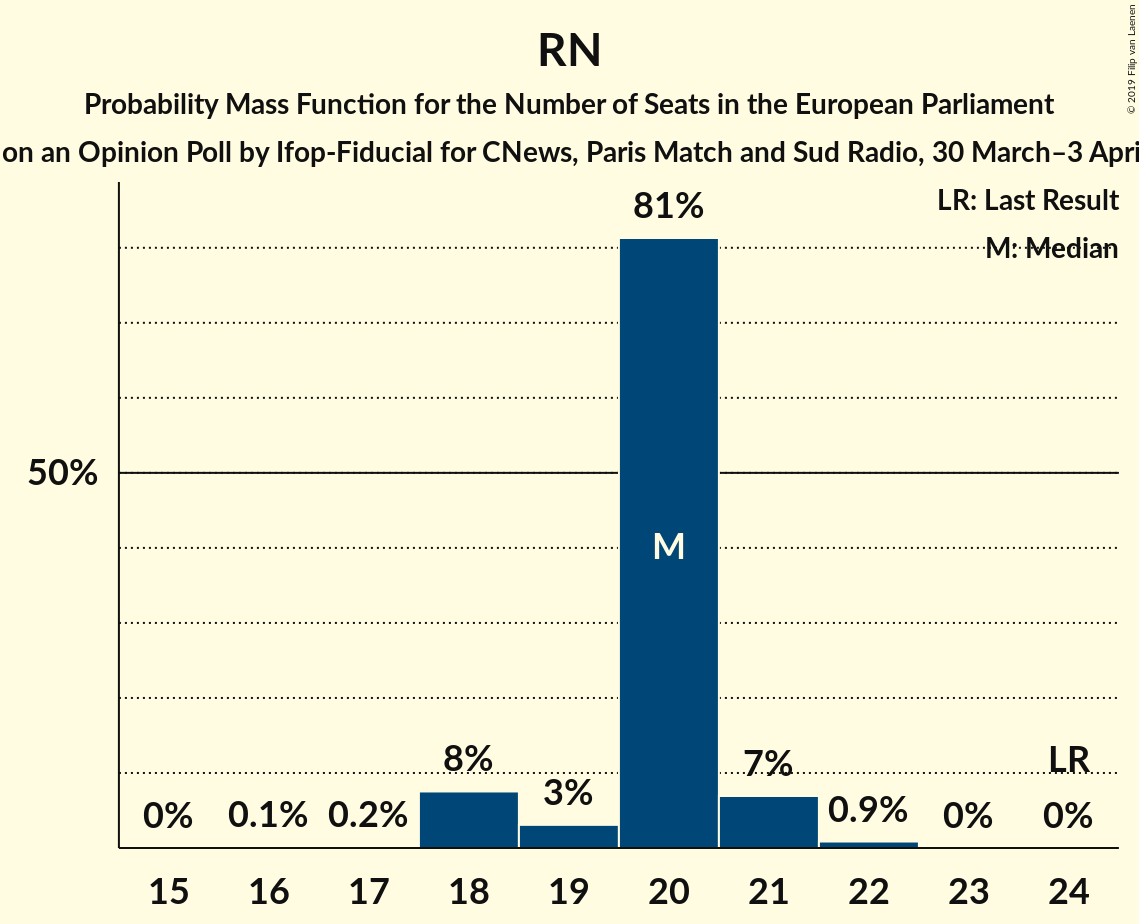 RN
Probability Mass Function for the Number of Seats in the European Parliament
on an Opinion Poll by Ifop-Fiducial for CNews, Paris Match and Sud Radio, 30 March–3 Apri
© 2019 Filip van Laenen
LR: Last Result
M: Median
81%
50%
M
8%
3%
7%
LR
0%
0.1%
0.2%
0.9%
0%
0%
15 16 17 18 19 20 21 22 23 24